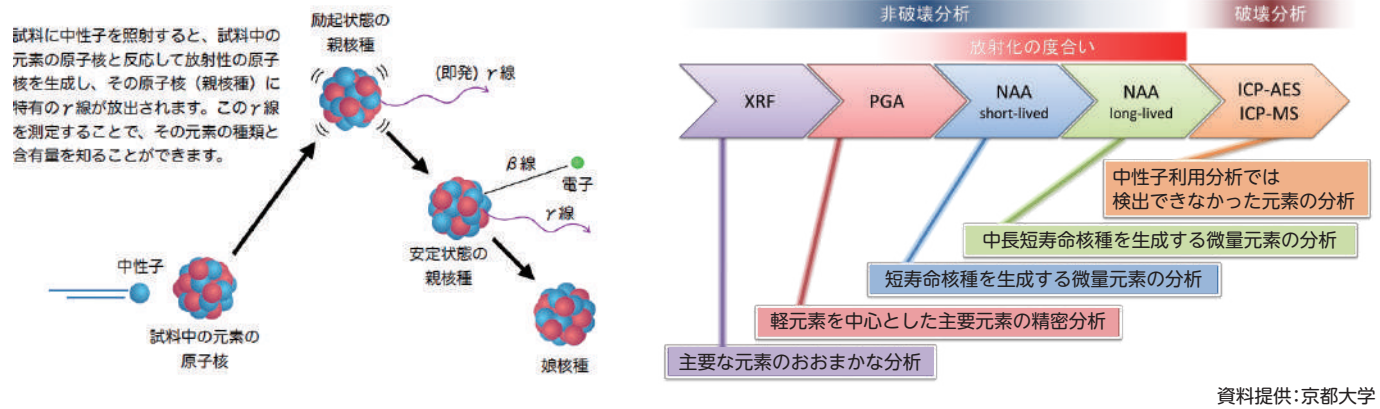 試料に中性子を照射すると、試料中の
元素の原子核と反応して放射性の原子
核を生成し、その原子核（親核種）に
特有のγ線が放出されます。このγ線
を測定することで、その元素の種類と
含有量を知ることができます。
励起状態の
親核種
(即発) γ線
β線
電子
γ線
安定状態の
親核種
中性子
試料中の元素の
原子核
娘核種
非破壊分析
破壊分析
放射化の度合い
XRF
PGA
NAA
short-lived
NAA
long-lived
ICP-AES
ICP-MS
中性子利用分析では
検出できなかった元素の分析
中長短寿命核種を生成する微量元素の分析
短寿命核種を生成する微量元素の分析
軽元素を中心とした主要元素の精密分析
主要な元素のおおまかな分析
資料提供：京都大学